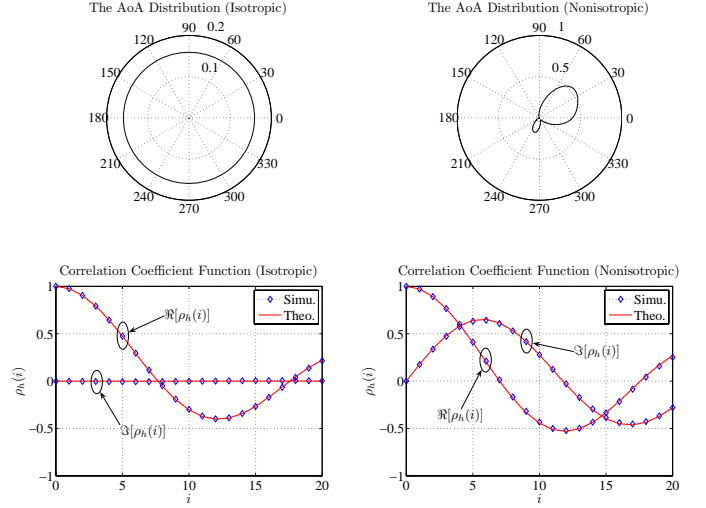 The AoA Distribution (Isotropic)
90
0.2
120
60
0.1
150
30
180
0
210
330
240
300
270
The AoA Distribution (Nonisotropic)
90
1
120
60
0.5
150
30
180
0
210
330
240
300
270
Correlation Coefficient Function (Isotropic)
1
0.5
0
−0.5
−1
ρh(i)
Simu.
Theo.
ℜ[ρh(i)]
ℑ[ρh(i)]
0 5 10 15 20
i
Correlation Coefficient Function (Nonisotropic)
1
0.5
0
−0.5
−1
ρh(i)
Simu.
Theo.
ℑ[ρh(i)]
ℜ[ρh(i)]
0 5 10 15 20
i